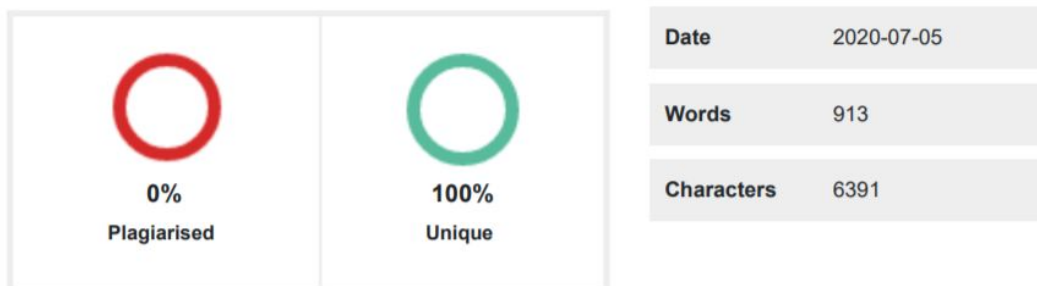 0%
Plagiarised
100%
Unique
Date 2020-07-05
Words 913
Characters 6391